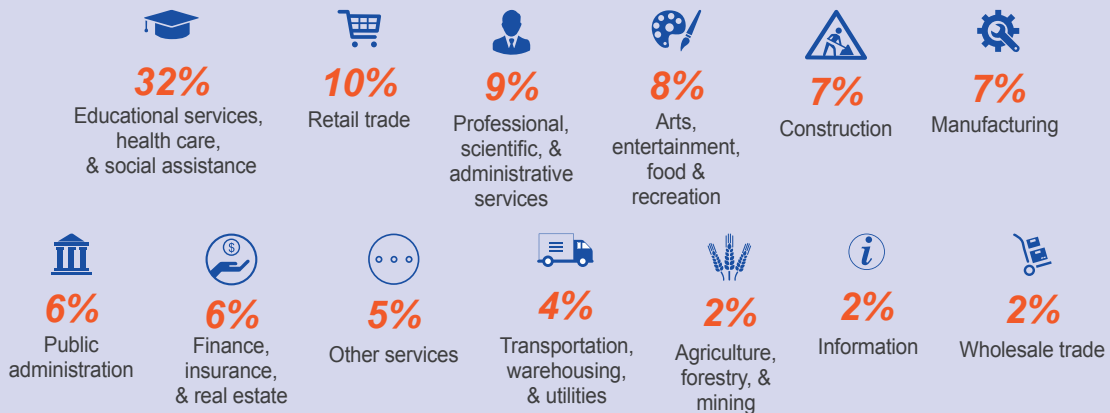 32%
Educational services,
health care,
& social assistance
10%
Retail trade
9%
Professional,
scientific, &
administrative
services
8%
Arts,
entertainment,
food &
recreation
7%
Construction
7%
Manufacturing
$
6%
Public
administration
6%
Finance,
insurance,
& real estate
5%
Other services
4%
Transportation,
warehousing,
& utilities
2%
Agriculture,
forestry, &
mining
i
2%
Information
2%
Wholesale trade